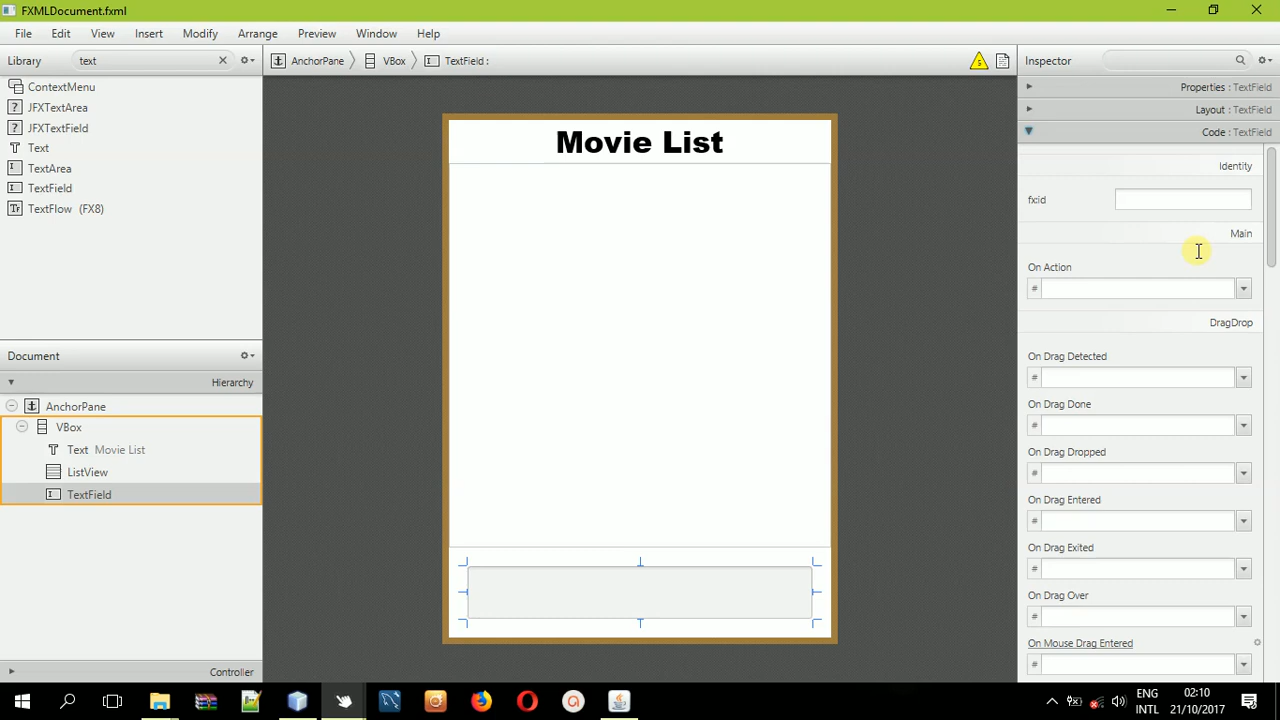 FXMLDocument.fxml
File Edit View Insert Modify Arrange Preview Window Help
Library text
AnchorPane VBox TextField :
5
Inspector
ContextMenu
JFXTextArea
JFXTextField
Text
TextArea
TextField
TextFlow (FX8)
Document
Hierarchy
AnchorPane
VBox
Text Movie List
ListView
TextField
Controller
Movie List
Properties : TextField
Layout : TextField
Code : TextField
Identity
fx:id
Main
On Action
#
DragDrop
On Drag Detected
#
On Drag Done
#
On Drag Dropped
#
On Drag Entered
#
On Drag Exited
#
On Drag Over
#
On Mouse Drag Entered
#
ENG
INTL
02:10
21/10/2017